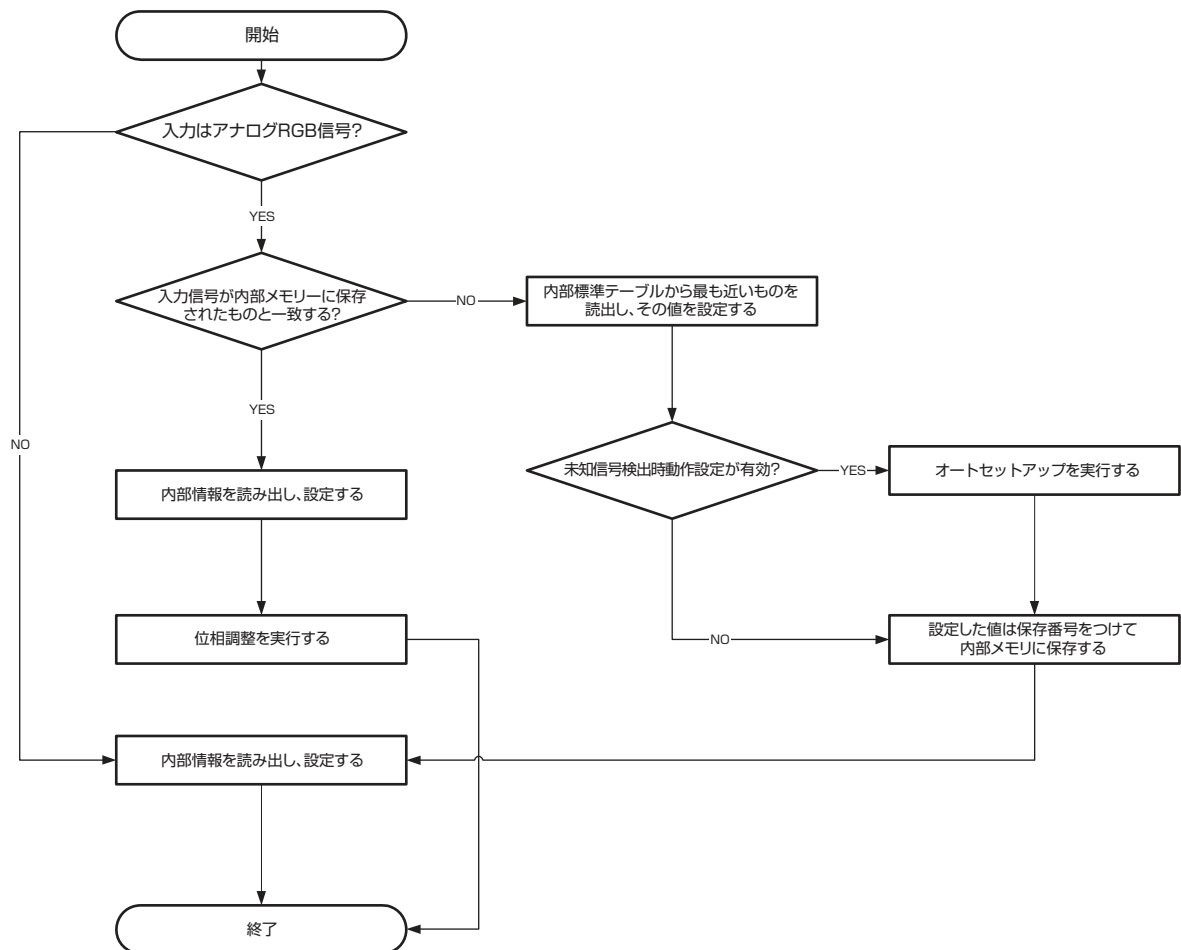 開始
入力はアナログRGB信号?
YES
入力信号が内部メモリーに保存
されたものと一致する?
NO
内部標準テーブルから最も近いものを
読出し、その値を設定する
YES
NO
未知信号検出時動作設定が有効?
YES
オートセットアップを実行する
内部情報を読み出し、設定する
位相調整を実行する
NO
設定した値は保存番号をつけて
内部メモリに保存する
内部情報を読み出し、設定する
終了